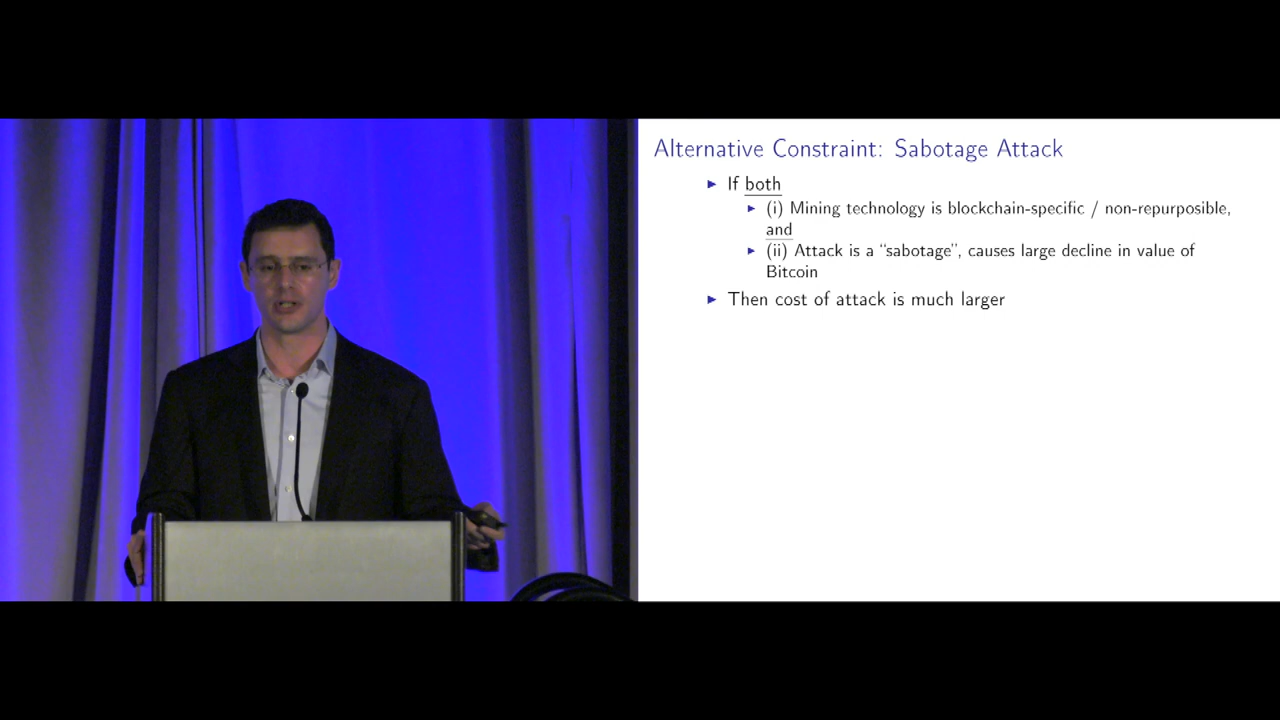 Alternative Constraint: Sabotage Attack
▶ If both
▶ (i) Mining technology is blockchain-specific / non-repurposible,
and
▶ (ii) Attack is a “sabotage”, causes large decline in value of
Bitcoin
▶ Then cost of attack is much larger